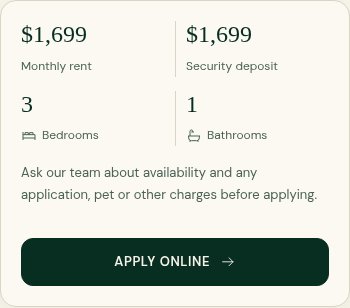 $1,699
$1,699
Monthly rent
Security deposit
3
1
Bedrooms
Bathrooms
Ask our team about availability and any
application, pet or other charges before applying.
APPLY ONLINE →